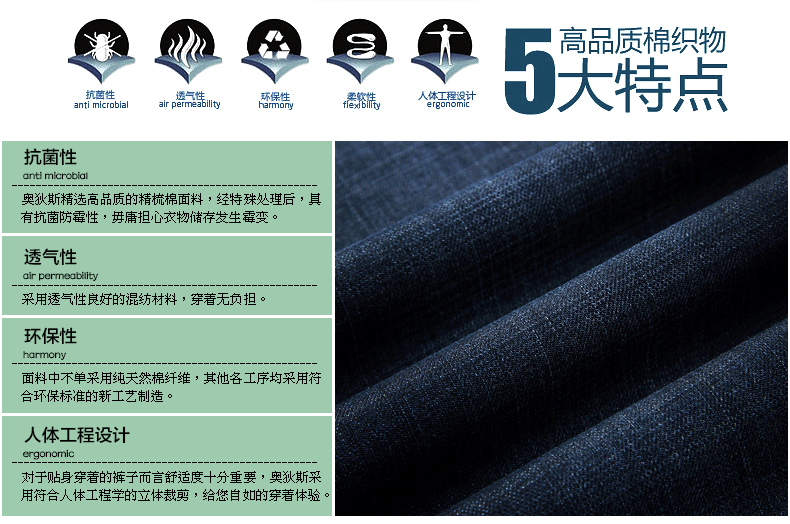 抗菌性
anti microbial
透气性
air permeability
环保性
harmony
柔软性
flexibility
人体工程设计
ergonomic
5
高品质棉织物
大特点
抗菌性
anti microbial
奥狄斯精选高品质的精梳棉面料，经特殊处理后，具
有抗菌防霉性，毋庸担心衣物储存发生霉变。
透气性
air permeability
采用透气性良好的混纺材料，穿着无负担。
环保性
harmony
面料中不单采用纯天然棉纤维，其他各工序均采用符
合环保标准的新工艺制造。
人体工程设计
ergonomic
对于贴身穿着的裤子而言舒适度十分重要，奥狄斯采
用符合人体工程学的立体裁剪，给您自如的穿着体验。